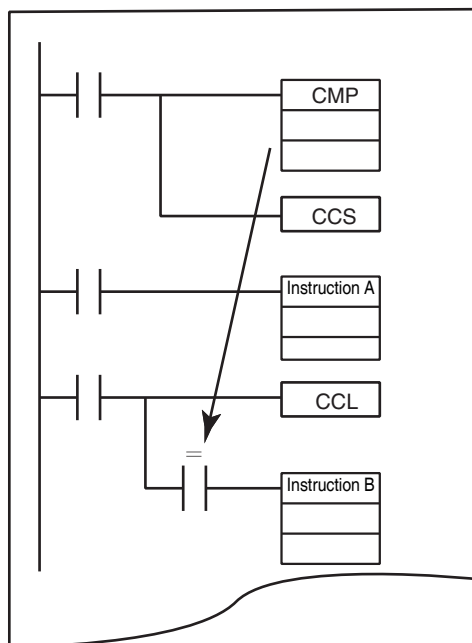 CMP
CCS
Instruction A
CCL
=
Instruction B